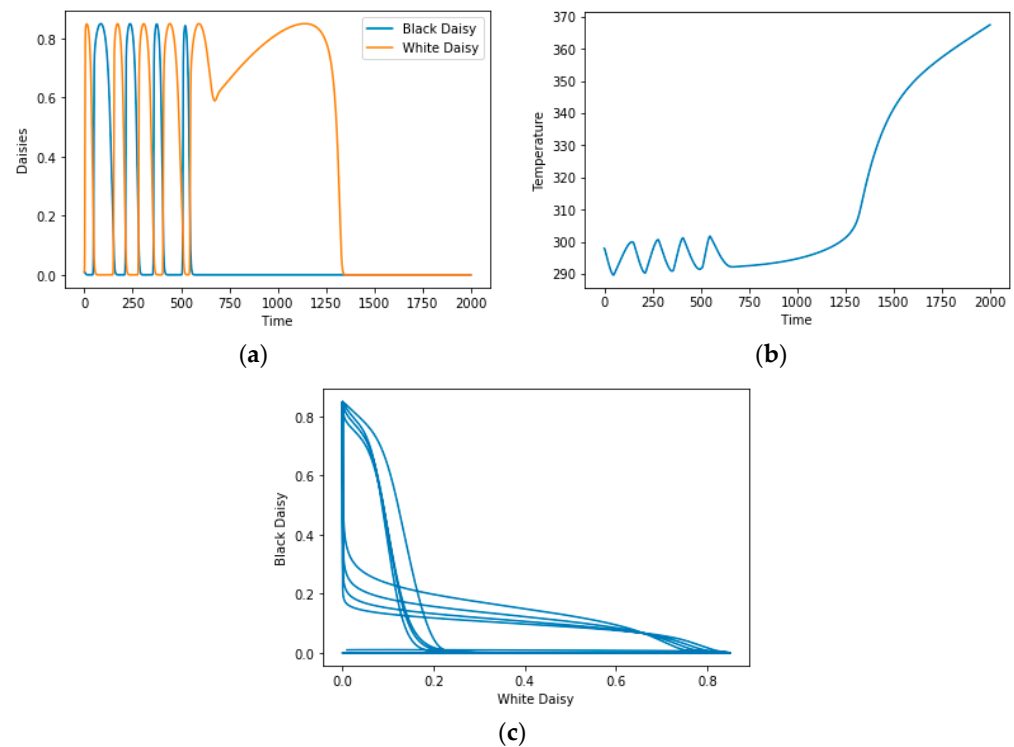 Black Daisy
White Daisy
0.8
0.6
0.4
0.2
0.0
Daisies
0 250 500 750 1000 1250 1500 1750 2000
Time
(a)
370
360
350
340
330
320
310
300
290
Temperature
0 250 500 750 1000 1250 1500 1750 2000
Time
(b)
0.8
0.6
0.4
0.2
0.0
Black Daisy
0.0 0.2 0.4 0.6 0.8
White Daisy
(c)